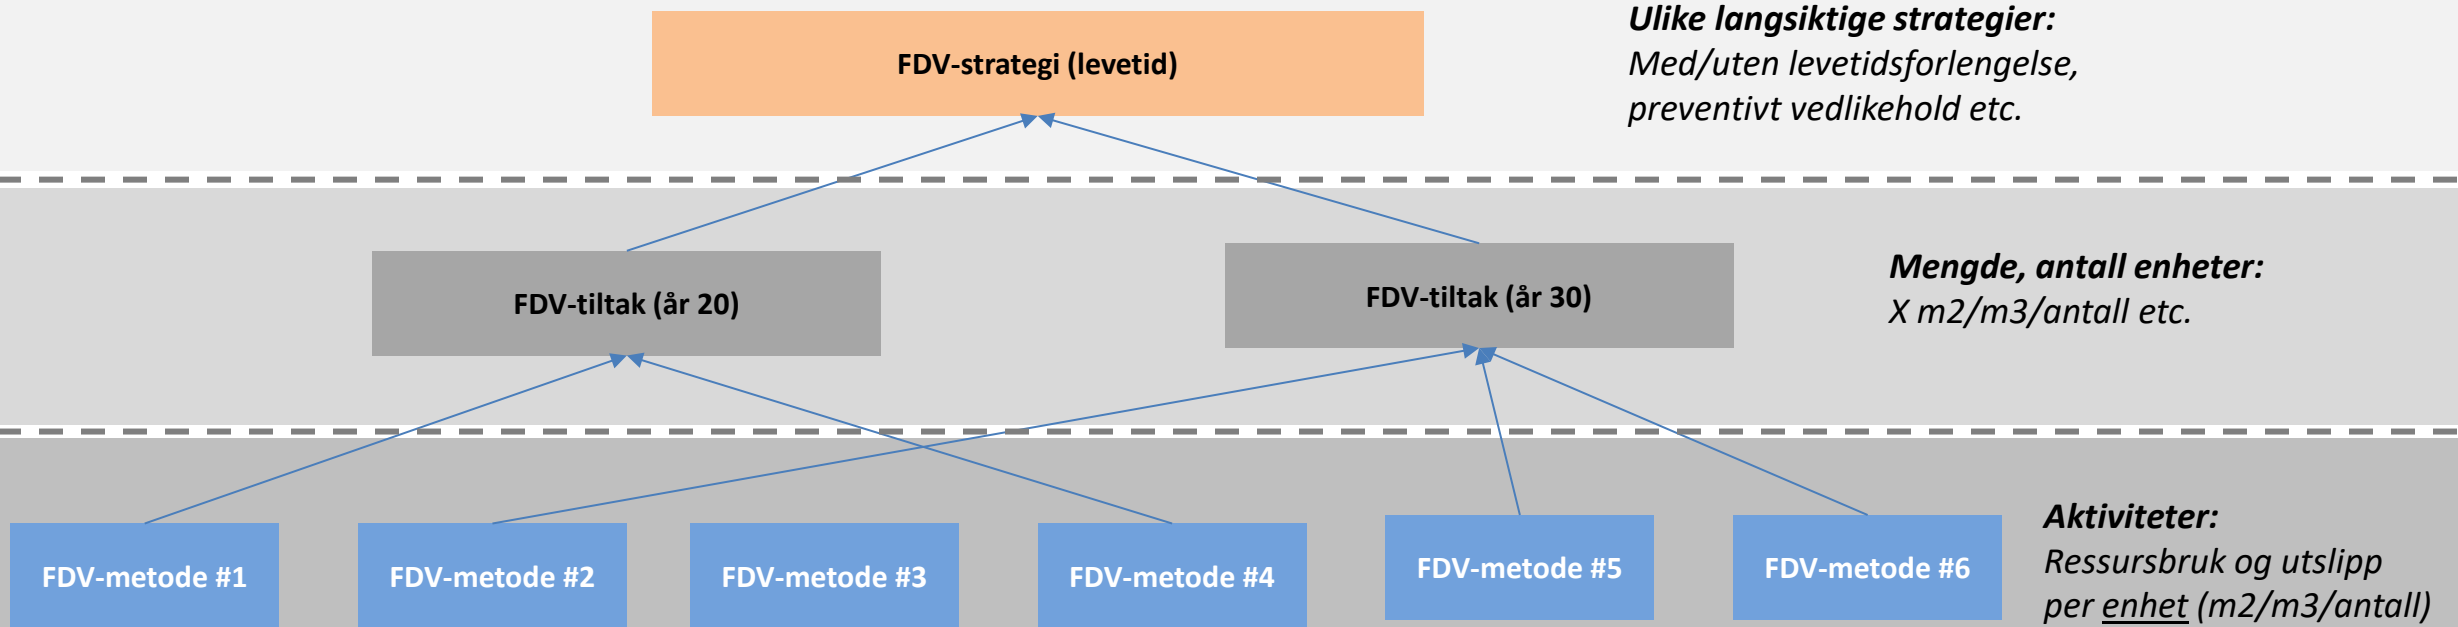 Ulike langsiktige strategier:
FDV-strategi (levetid)
Med/uten levetidsforlengelse,
preventivt vedlikehold etc.
FDV-tiltak (år 20)
FDV-tiltak (år 30)
Mengde, antall enheter:
X m2/m3/antall etc.
FDV-metode #1
FDV-metode #2
FDV-metode #3
FDV-metode #4
FDV-metode #5
FDV-metode #6
Aktiviteter:
Ressursbruk og utslipp
per enhet (m2/m3/antall)